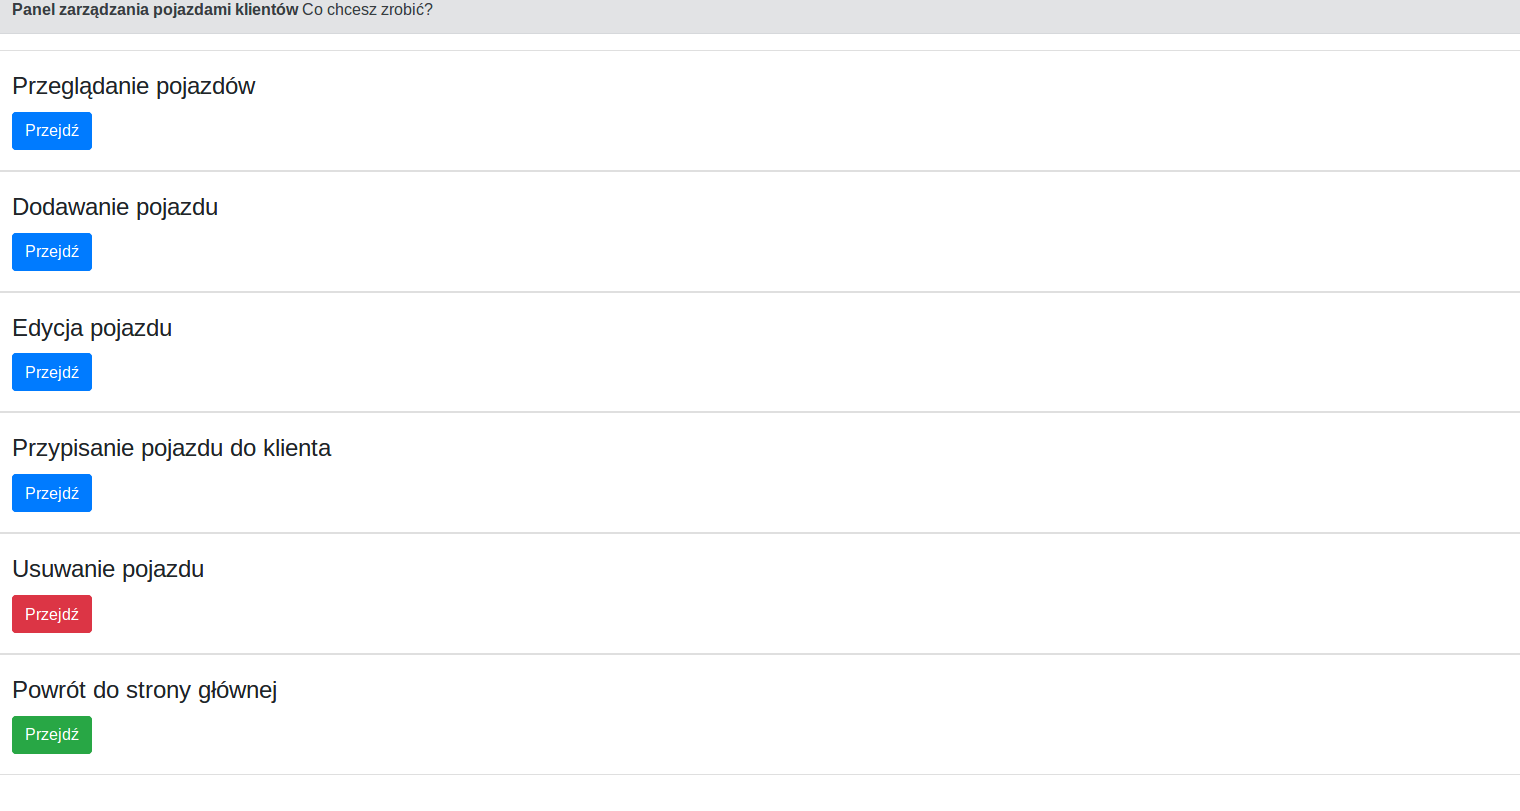 Panel zarządzania pojazdami klientów Co chcesz zrobić?
Przeglądanie pojazdów
Przejdź
Dodawanie pojazdu
Przejdź
Edycja pojazdu
Przejdź
Przypisanie pojazdu do klienta
Przejdź
Usuwanie pojazdu
Przejdź
Powrót do strony głównej
Przejdź